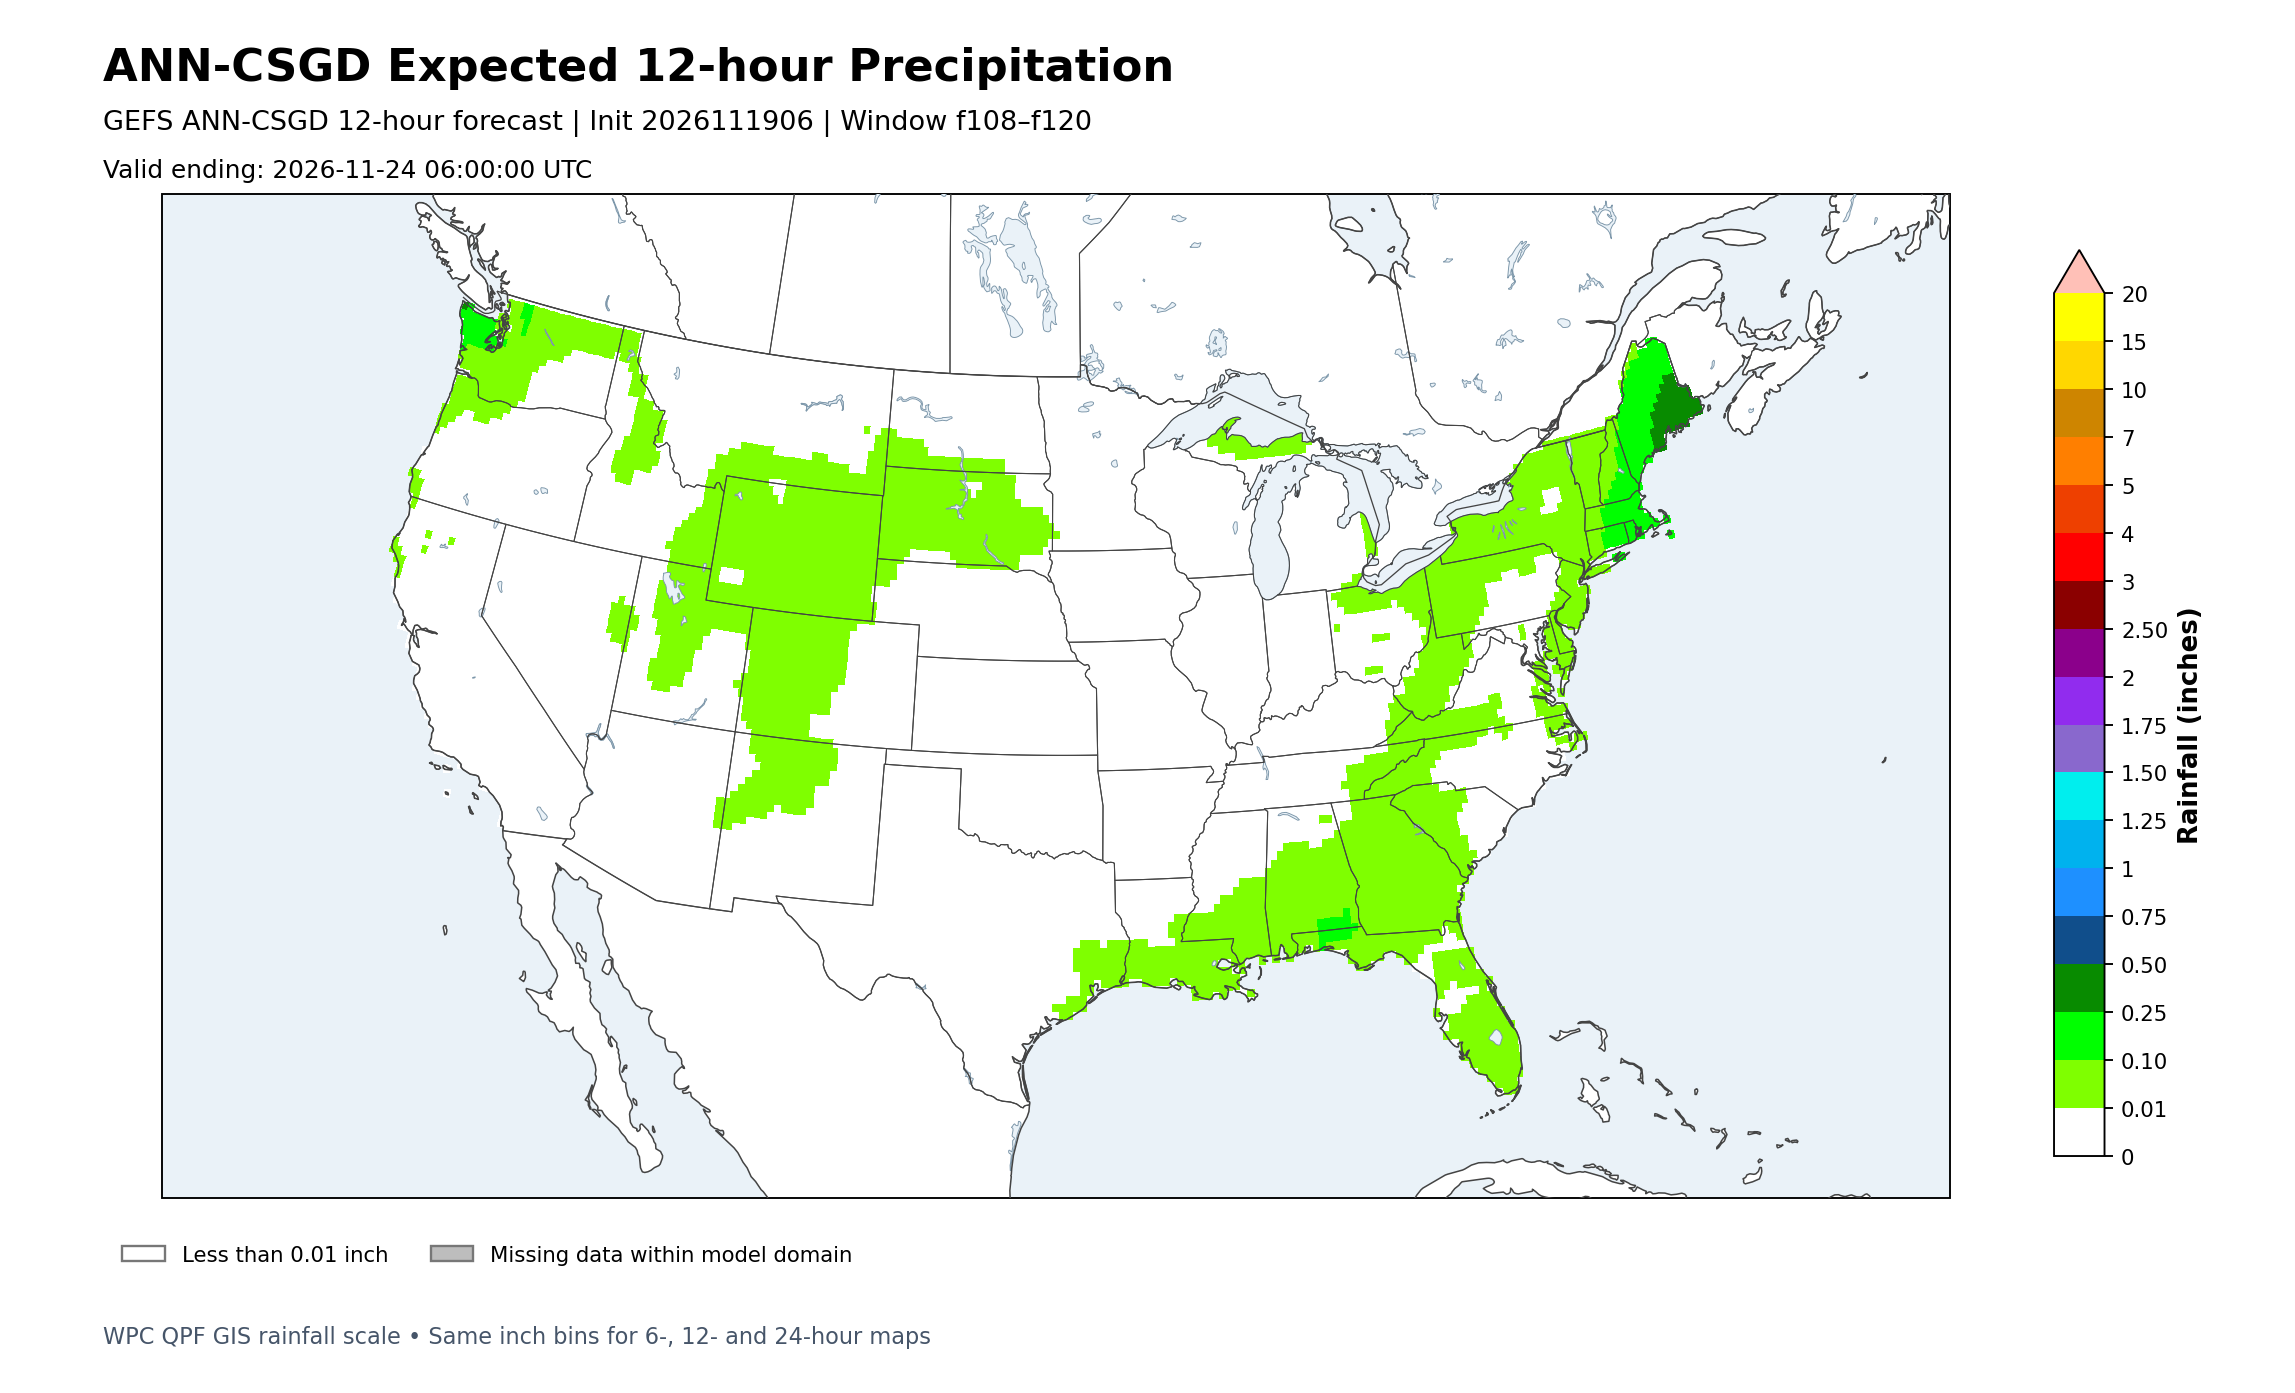 ANN-CSGD Expected 12-hour Precipitation
GEFS ANN-CSGD 12-hour forecast | Init 2026111906 | Window f108–f120
Valid ending: 2026-11-24 06:00:00 UTC
20
15
10
7
5
4
3
2.50
2
1.75
1.50
1.25
1
0.75
0.50
0.25
0.10
0.01
0
Rainfall (inches)
Less than 0.01 inch
Missing data within model domain
WPC QPF GIS rainfall scale • Same inch bins for 6-, 12- and 24-hour maps